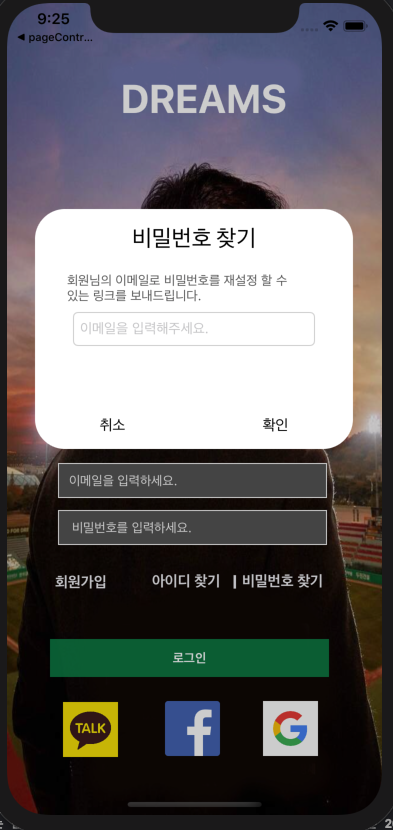 9:25
◀ pageContr...
DREAMS
비밀번호 찾기
회원님의 이메일로 비밀번호를 재설정 할 수
있는 링크를 보내드립니다.
이메일을 입력해주세요.
취소 확인
이메일을 입력하세요.
비밀번호를 입력하세요.
회원가입 아이디 찾기 | 비밀번호 찾기
로그인
TALK